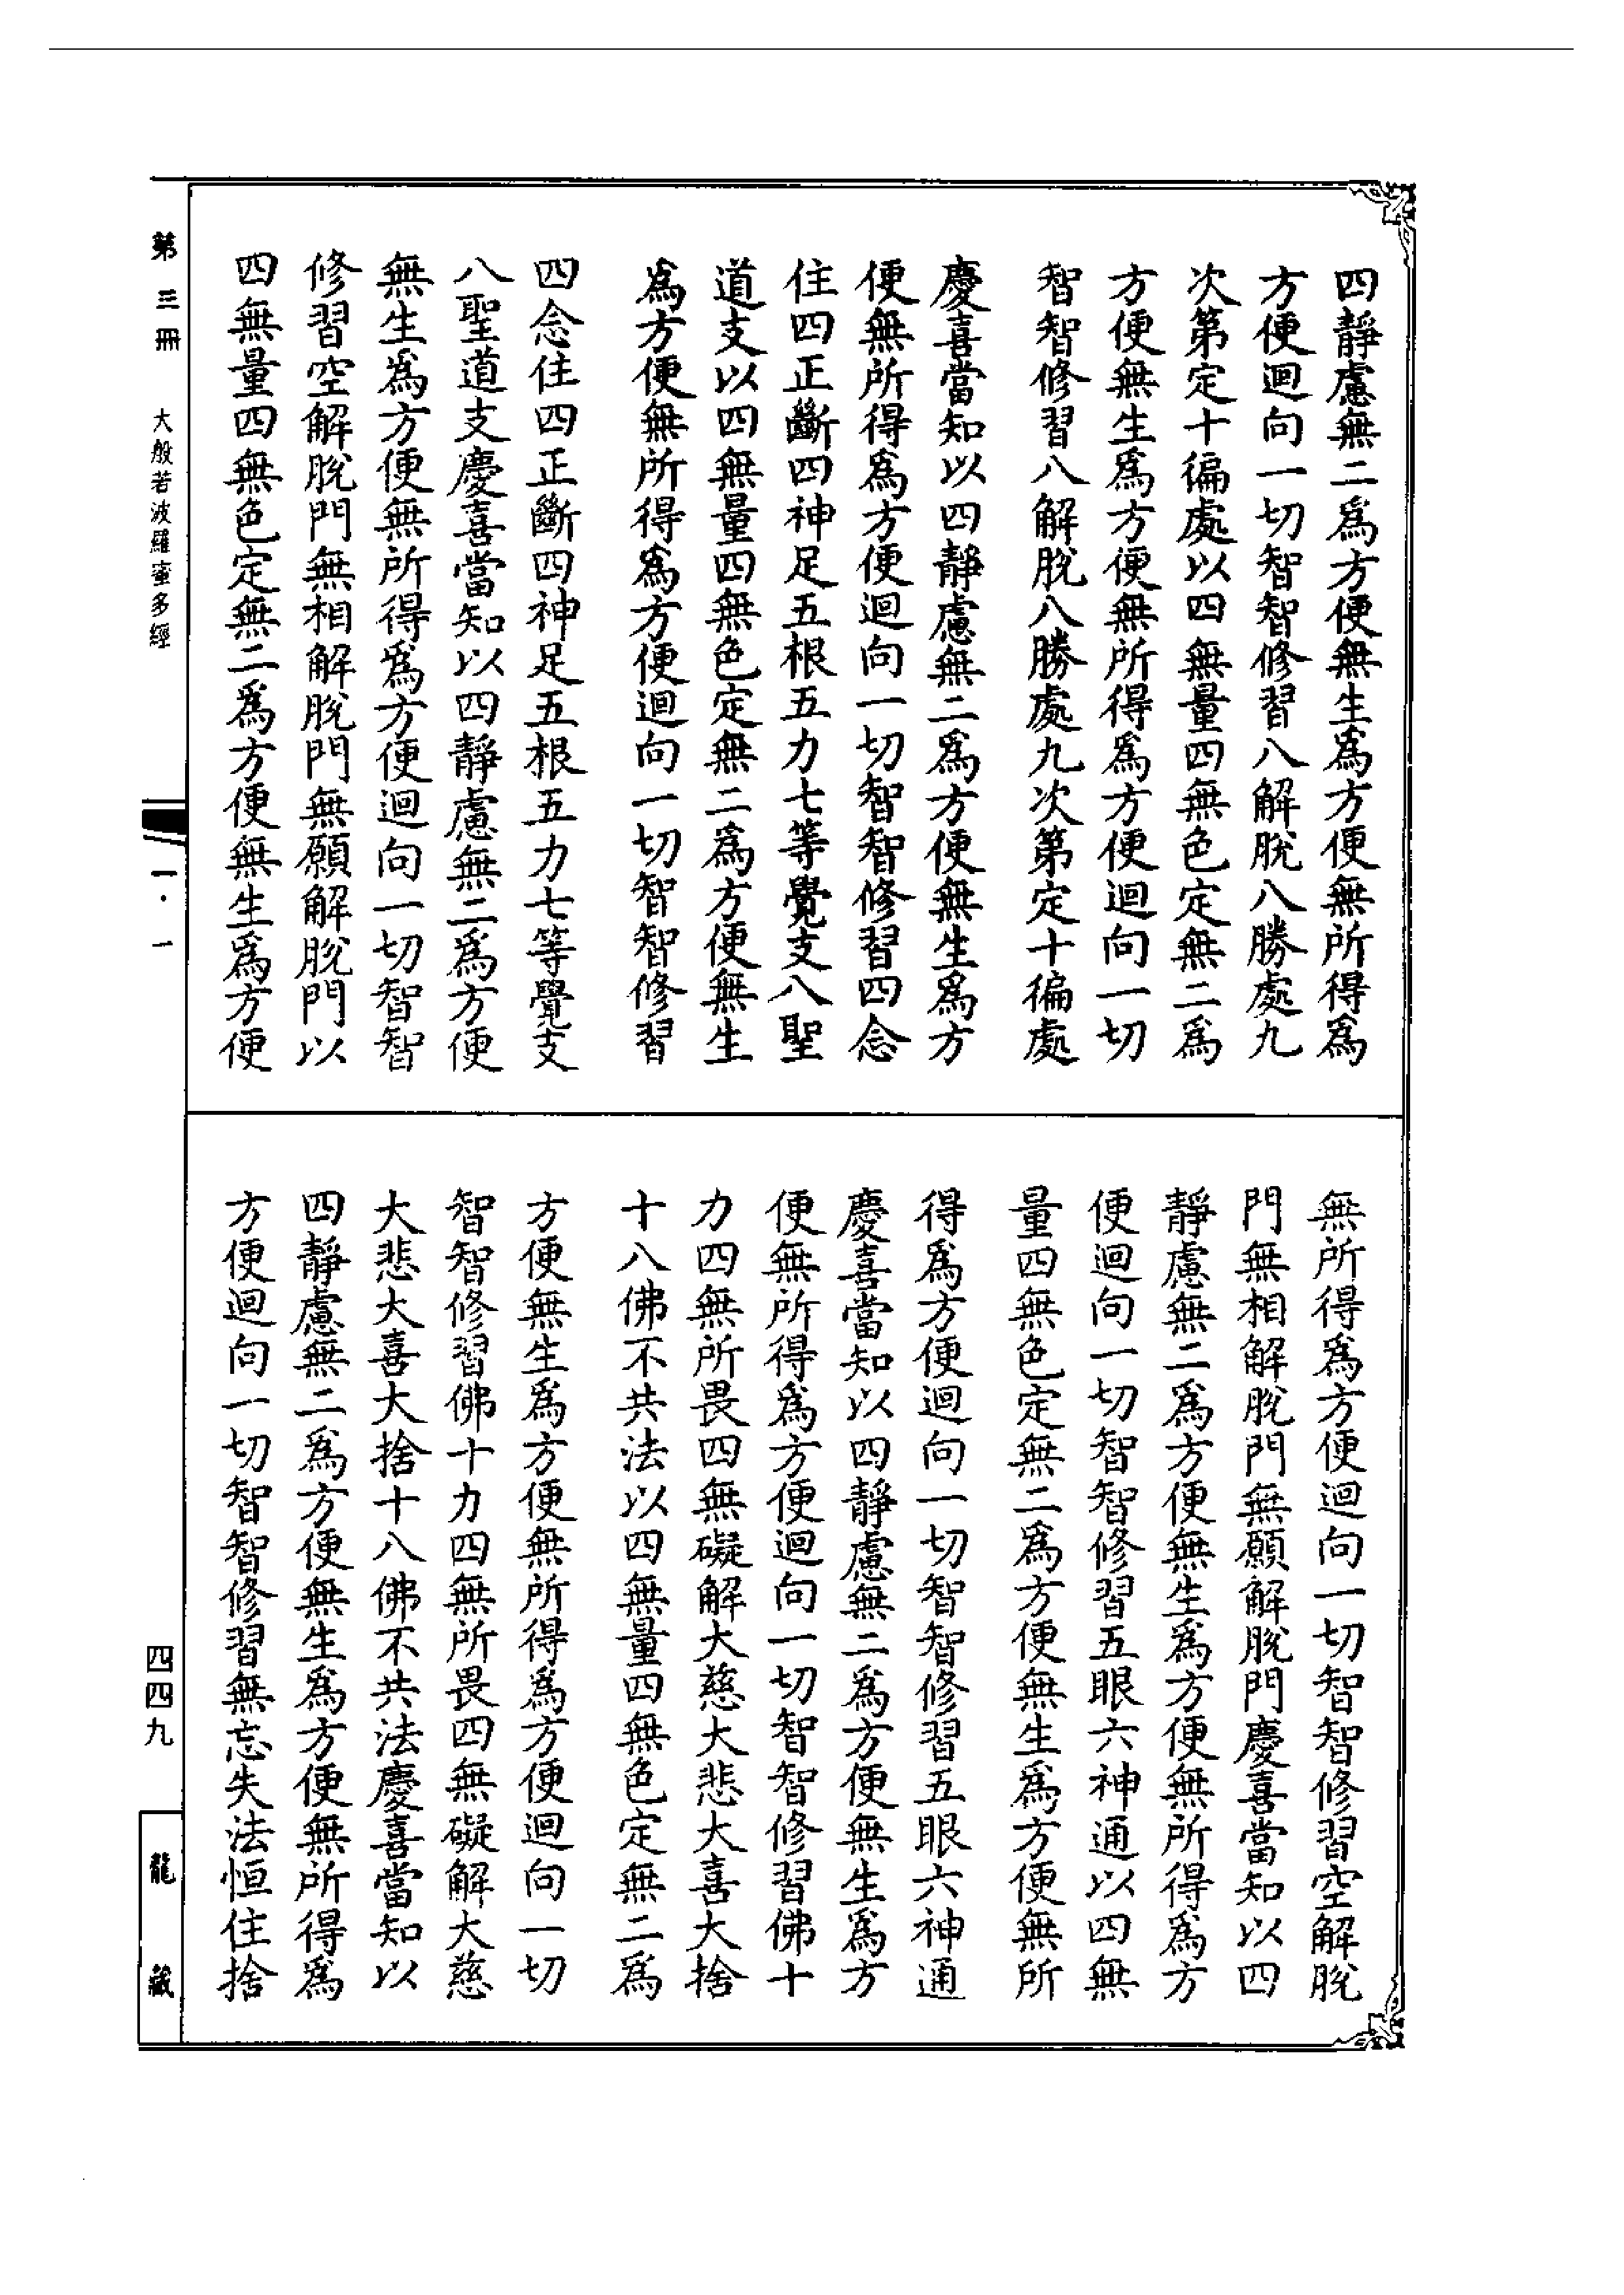 四靜慮無二爲方便無生爲方便無所得爲
方便迴向一切智智修習八解脫八勝處九
次第定十徧處以四無量四無色定無二爲
方便無生爲方便無所得爲方便迴向一切
智智修習八解脫八勝處九次第定十徧處
慶喜當知以四靜慮無二爲方便無生爲方
便無所得爲方便迴向一切智智修習四念
住四正斷四神足五根五力七等覺支八聖
道支以四無量四無色定無二爲方便無生
爲方便無所得爲方便迴向一切智智修習
四念住四正斷四神足五根五力七等覺支
八聖道支慶喜當知以四靜慮無二爲方便
無生爲方便無所得爲方便迴向一切智智
修習空解脫門無相解脫門無願解脫門以
四無量四無色定無二爲方便無生爲方便
無所得爲方便迴向一切智智修習空解脫
門無相解脫門無願解脫門慶喜當知以四
靜慮無二爲方便無生爲方便無所得爲方
便迴向一切智智修習五眼六神通以四無
量四無色定無二爲方便無生爲方便無所
得爲方便迴向一切智智修習五眼六神通
慶喜當知以四靜慮無二爲方便無生爲方
便無所得爲方便迴向一切智智修習佛十
力四無所畏四無礙解大慈大悲大喜大捨
十八佛不共法以四無量四無色定無二爲
方便無生爲方便無所得爲方便迴向一切
智智修習佛十力四無所畏四無礙解大慈
大悲大喜大捨十八佛不共法慶喜當知以
四靜慮無二爲方便無生爲方便無所得爲
方便迴向一切智智修習無忘失法恒住捨
第三冊 大般若波羅蜜多經 一·一 四四九 龍藏